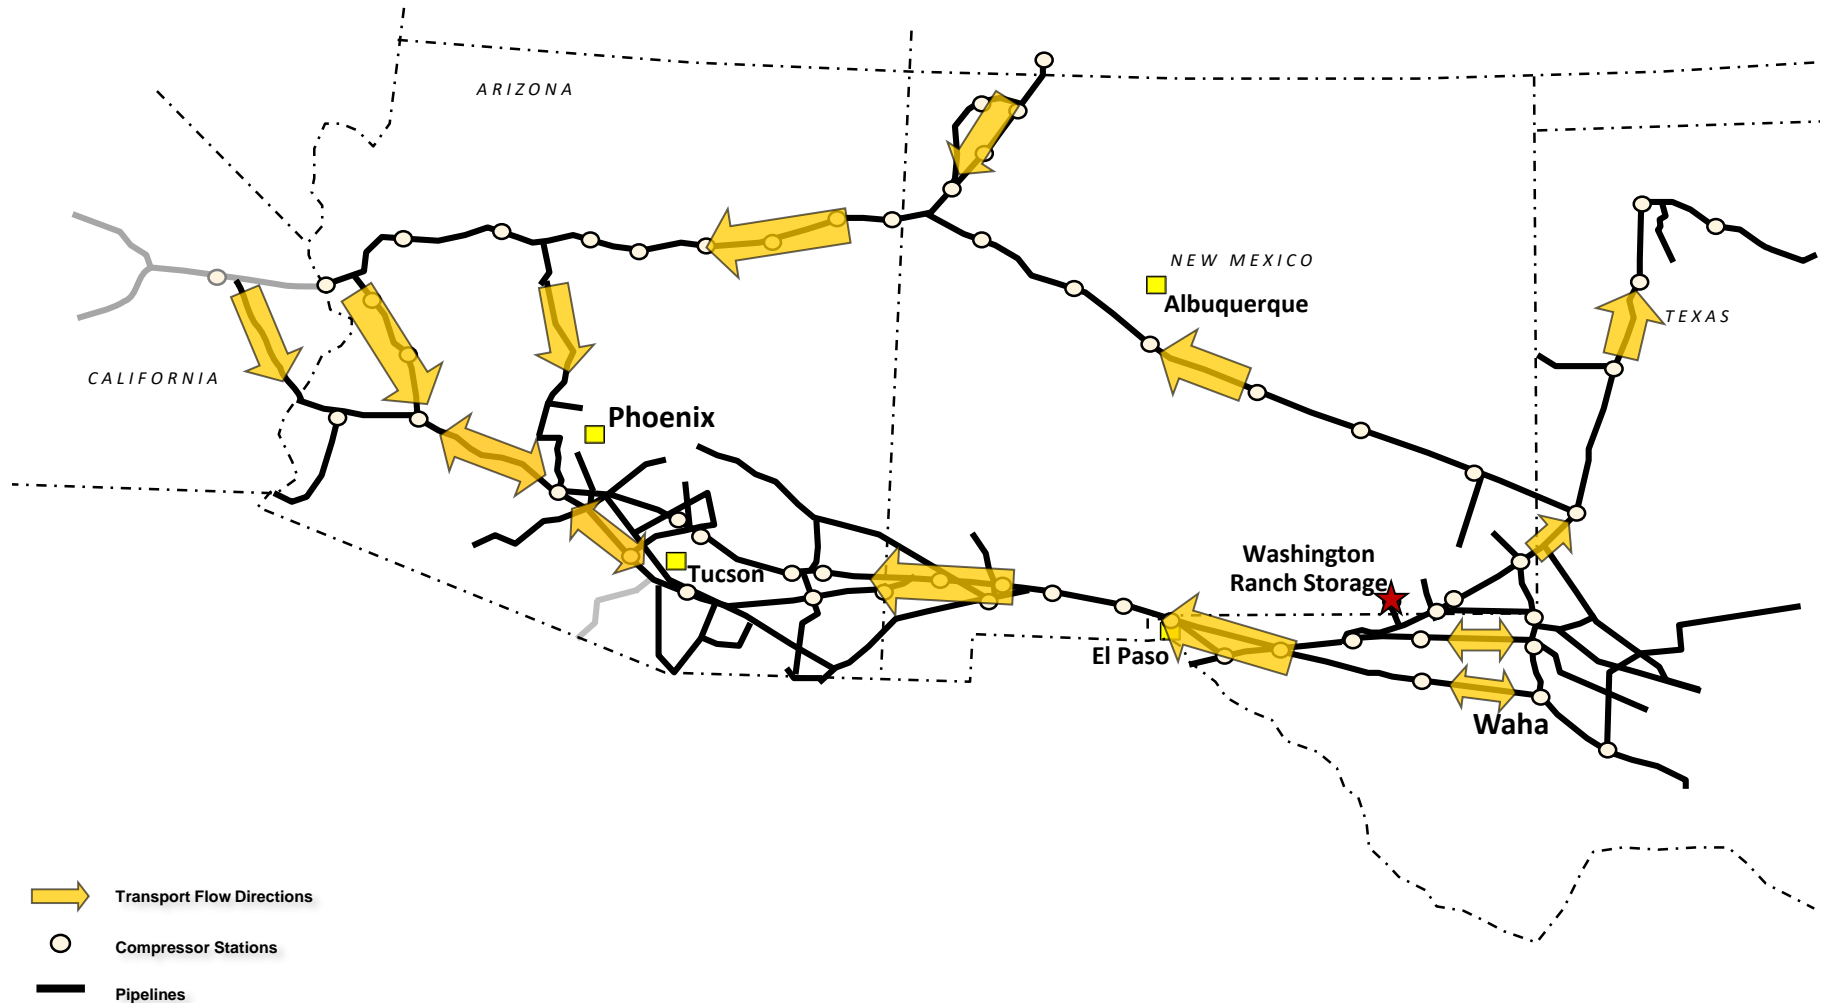 ARIZONA
NEW MEXICO
Albuquerque
TEXAS
CALIFORNIA
Phoenix
Washington
Ranch Storage
Tucson
El Paso
Waha
Transport Flow Directions
Compressor Stations
Pipelines